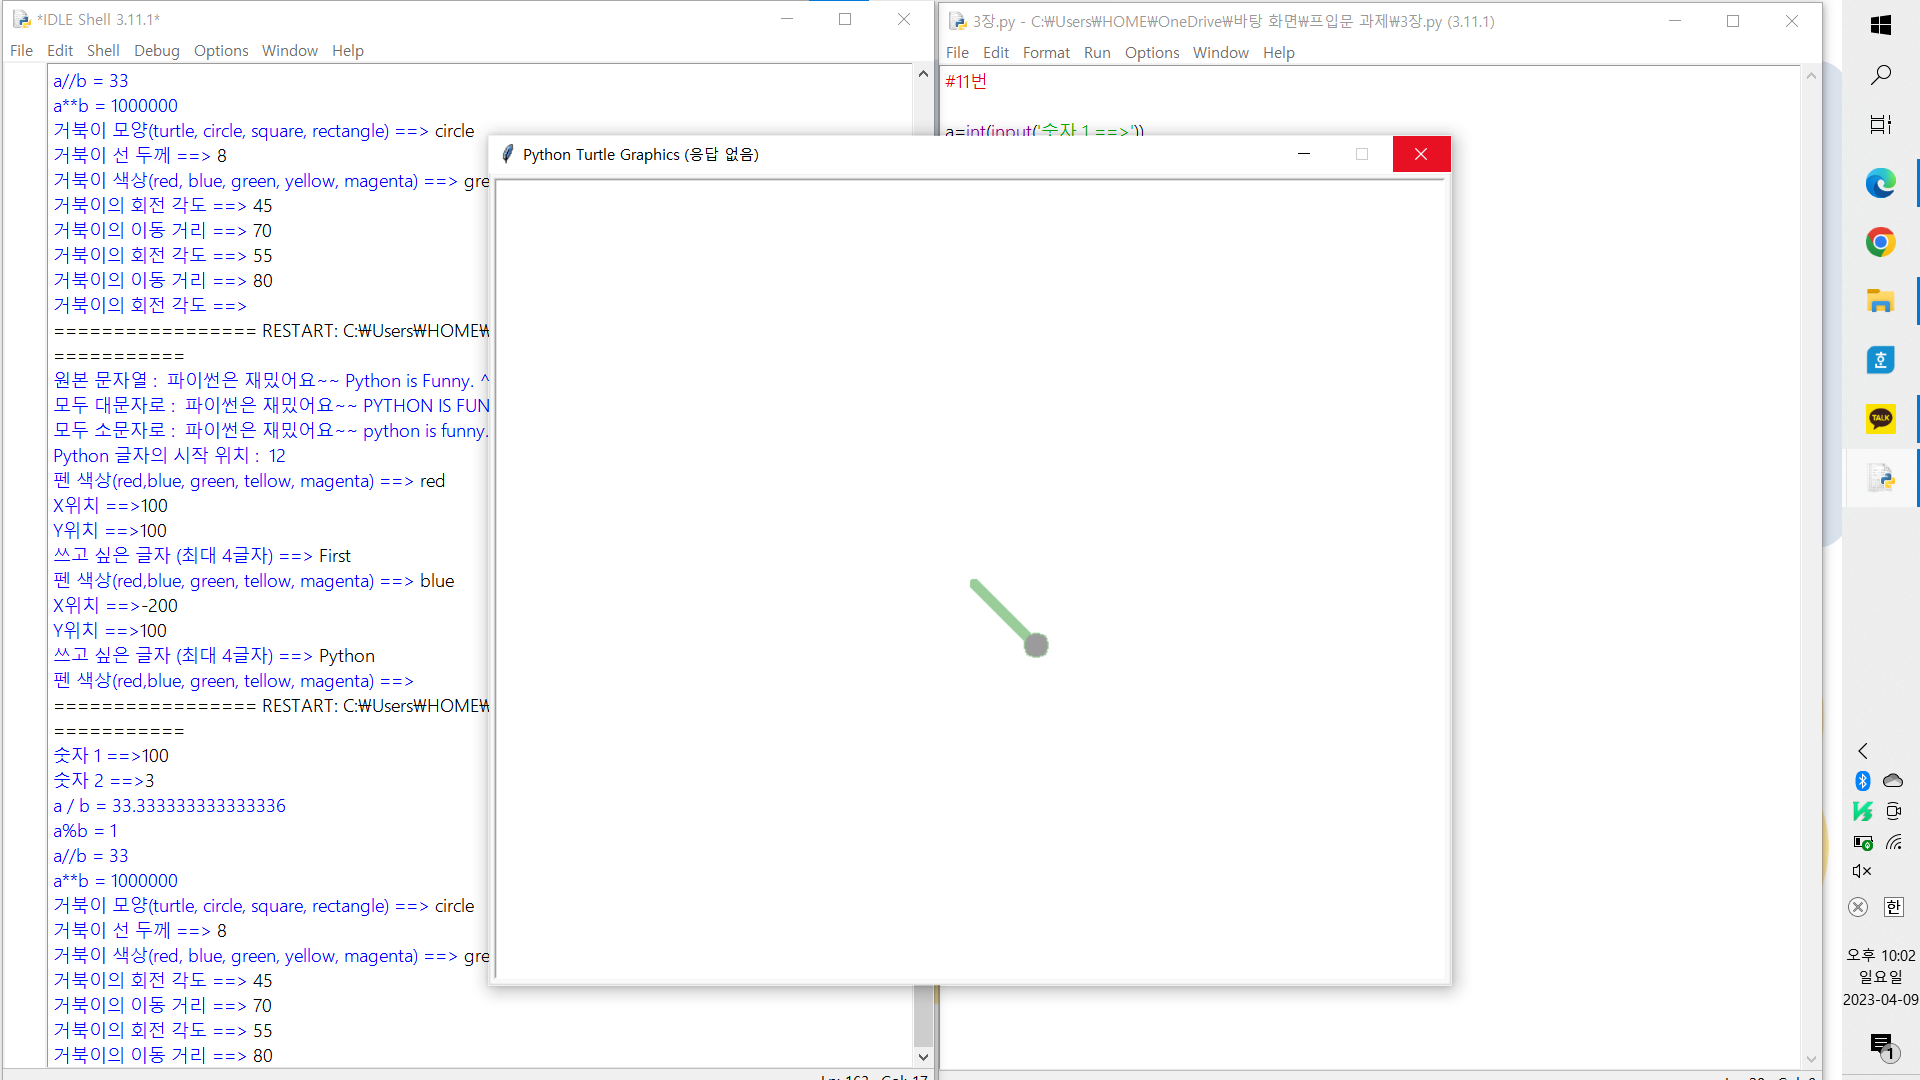 *IDLE Shell 3.11.1*
File Edit Shell Debug Options Window Help
a//b = 33
a**b = 1000000
거북이 모양(turtle, circle, square, rectangle) ==> circle
거북이 선 두께 ==> 8
거북이 색상(red, blue, green, yellow, magenta) ==> gre
거북이의 회전 각도 ==> 45
거북이의 이동 거리 ==> 70
거북이의 회전 각도 ==> 55
거북이의 이동 거리 ==> 80
거북이의 회전 각도 ==>
================= RESTART: C:₩Users₩HOME₩
===========
원본 문자열 :  파이썬은 재밌어요~~ Python is Funny. ^
모두 대문자로 :  파이썬은 재밌어요~~ PYTHON IS FUN
모두 소문자로 :  파이썬은 재밌어요~~ python is funny.
Python 글자의 시작 위치 :  12
펜 색상(red,blue, green, tellow, magenta) ==> red
X위치 ==>100
Y위치 ==>100
쓰고 싶은 글자 (최대 4글자) ==> First
펜 색상(red,blue, green, tellow, magenta) ==> blue
X위치 ==>-200
Y위치 ==>100
쓰고 싶은 글자 (최대 4글자) ==> Python
펜 색상(red,blue, green, tellow, magenta) ==>
================= RESTART: C:₩Users₩HOME₩
===========
숫자 1 ==>100
숫자 2 ==>3
a / b = 33.333333333333336
a%b = 1
a//b = 33
a**b = 1000000
거북이 모양(turtle, circle, square, rectangle) ==> circle
거북이 선 두께 ==> 8
거북이 색상(red, blue, green, yellow, magenta) ==> gre
거북이의 회전 각도 ==> 45
거북이의 이동 거리 ==> 70
거북이의 회전 각도 ==> 55
거북이의 이동 거리 ==> 80
Ln: 163 Col: 17
3장.py - C:₩Users₩HOME₩OneDrive₩바탕 화면₩프입문 과제₩3장.py (3.11.1)
File Edit Format Run Options Window Help
#11번
a=int(input('숫자 1 ==>'))
Python Turtle Graphics (응답 없음)
TALK
한
오후 10:02
일요일
2023-04-09
1